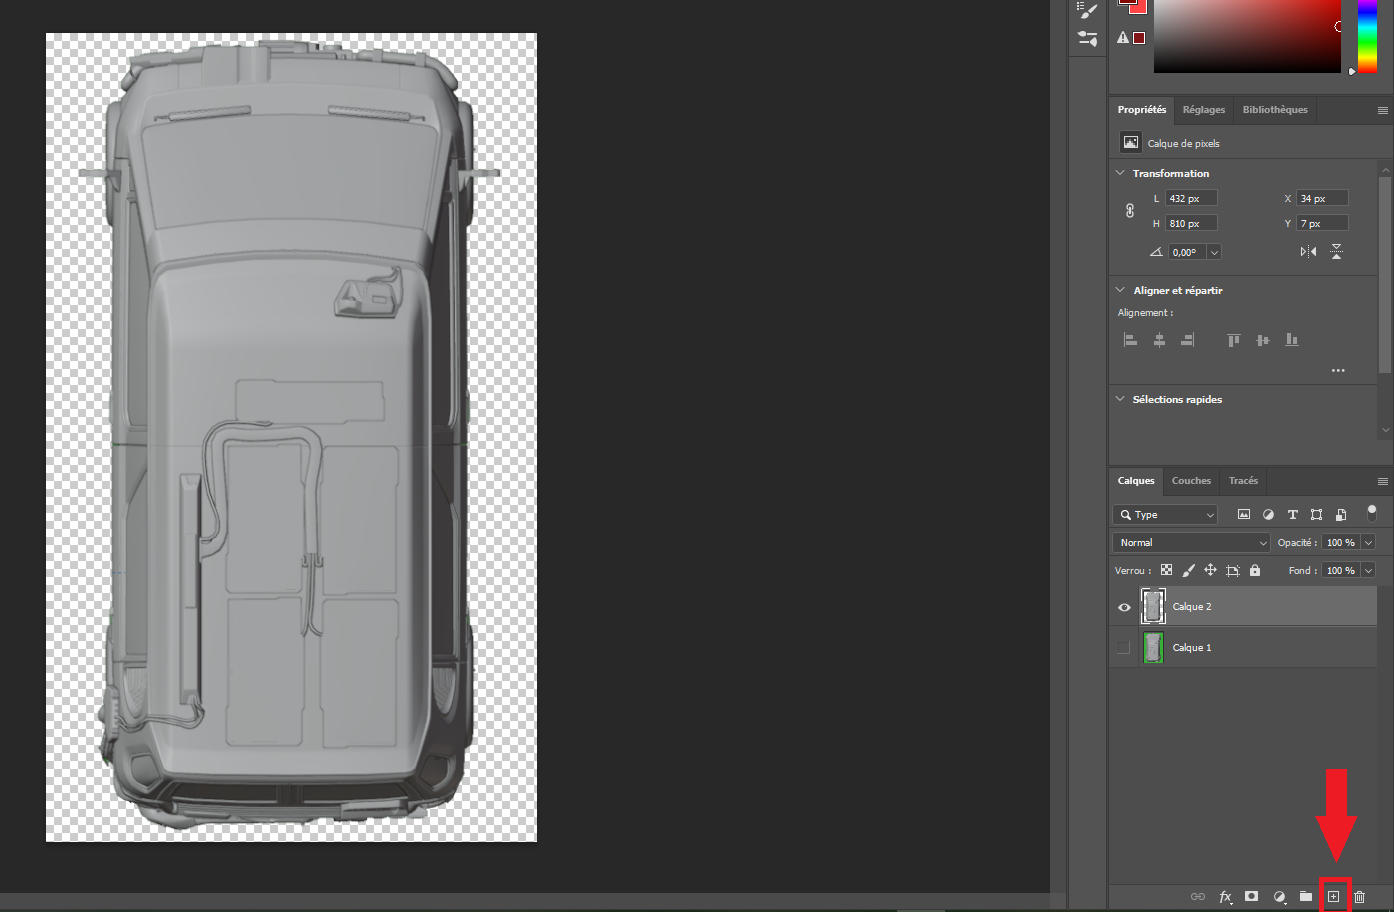 Propriétés Réglages Bibliothèques
Calque de pixels
Transformation
L 432 px X 34 px
H 810 px Y 7 px
0,00°
Aligner et répartir
Alignement :
Sélections rapides
Calques Couches Tracés
Type
Normal Opacité : 100 %
Verrou : Fond : 100 %
Calque 2
Calque 1
fx